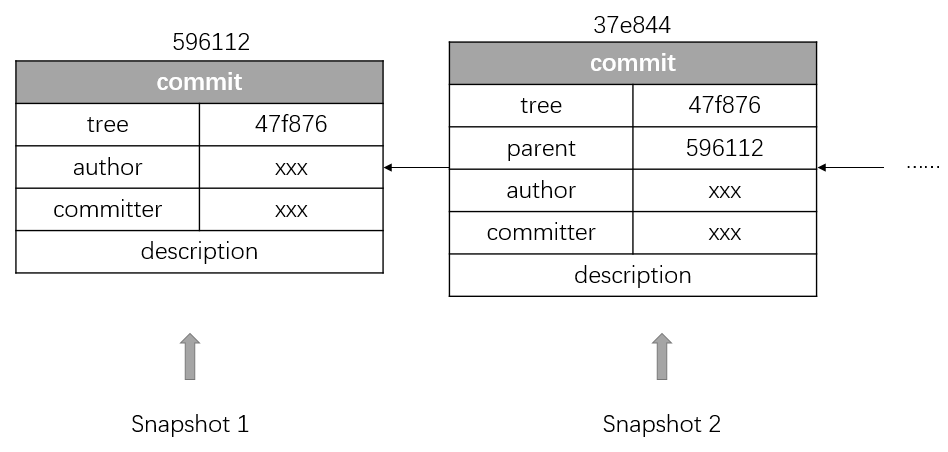 596112
commit
tree 47f876
author xxx
committer xxx
description
Snapshot 1
37e844
commit
tree 47f876
parent 596112
author xxx
committer xxx
description
Snapshot 2
……